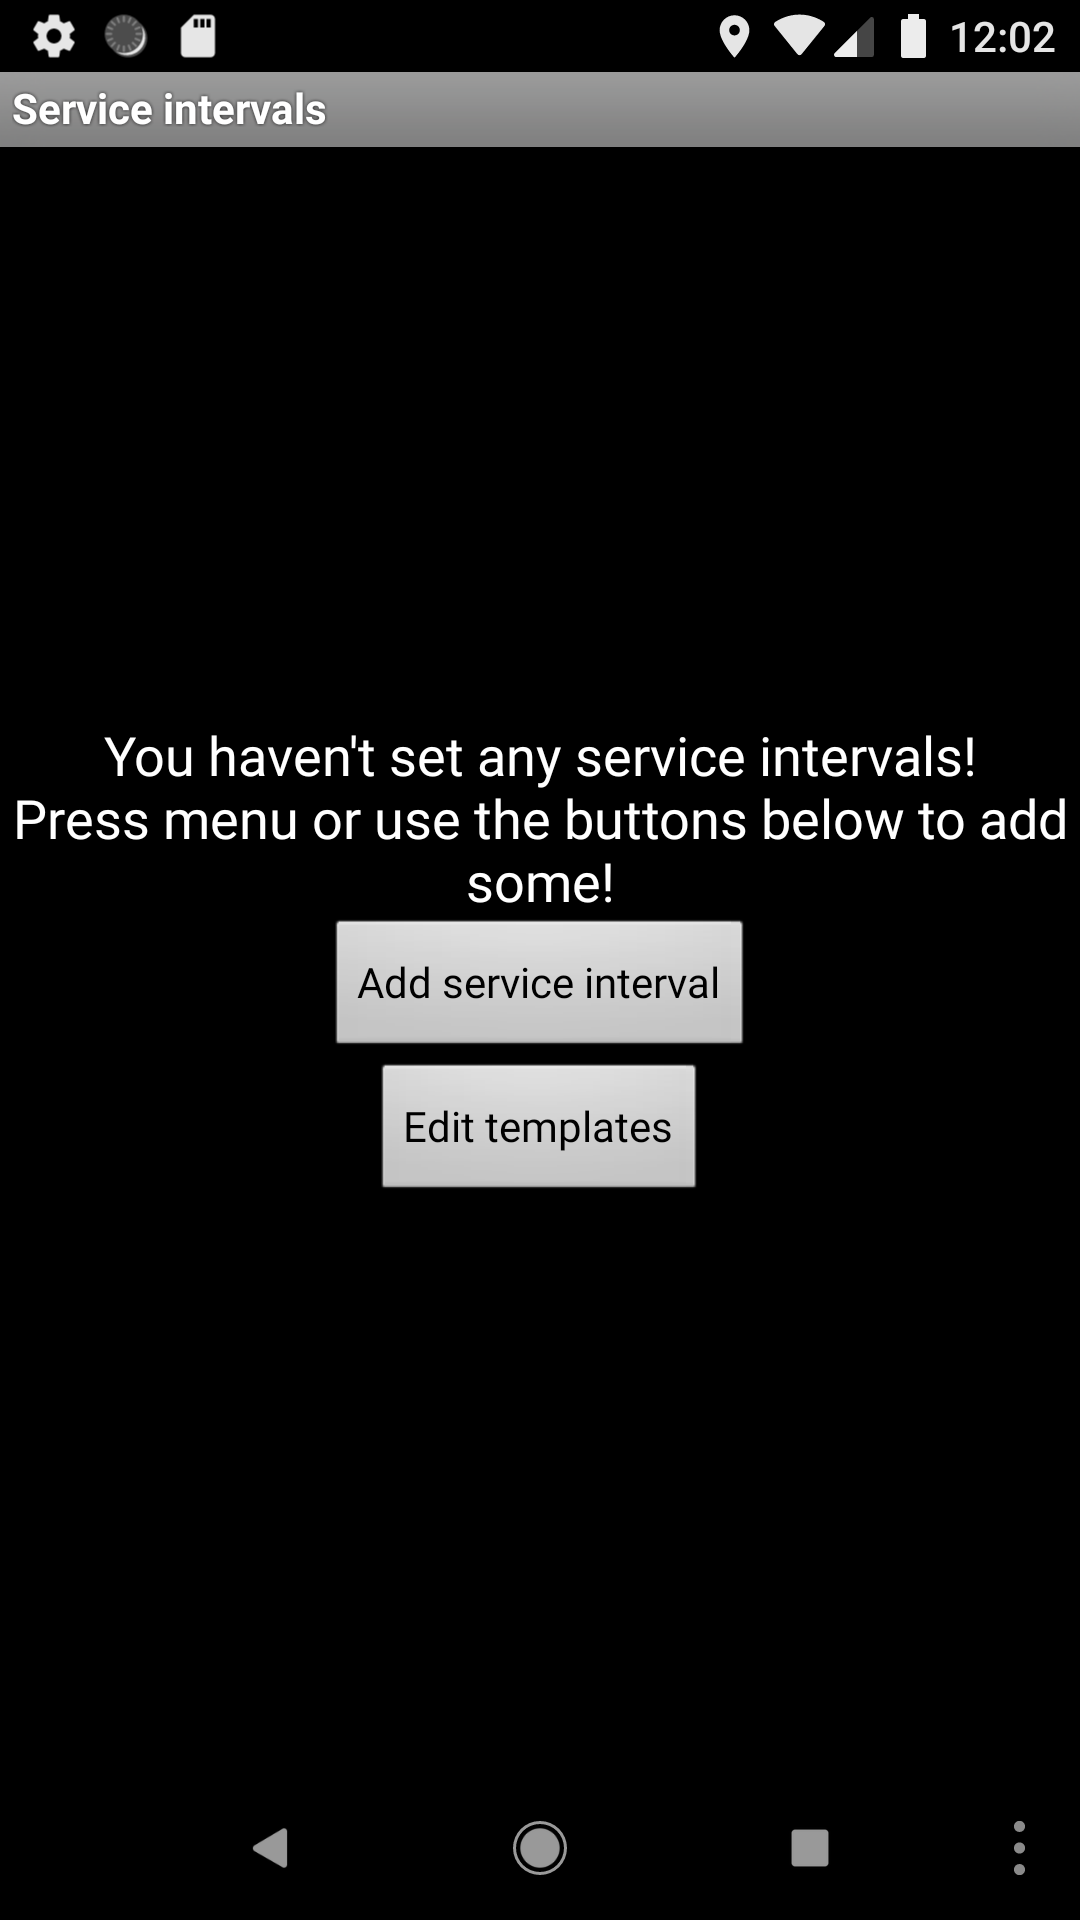 12:02
Service intervals
You haven't set any service intervals!
Press menu or use the buttons below to add
some!
Add service interval
Edit templates